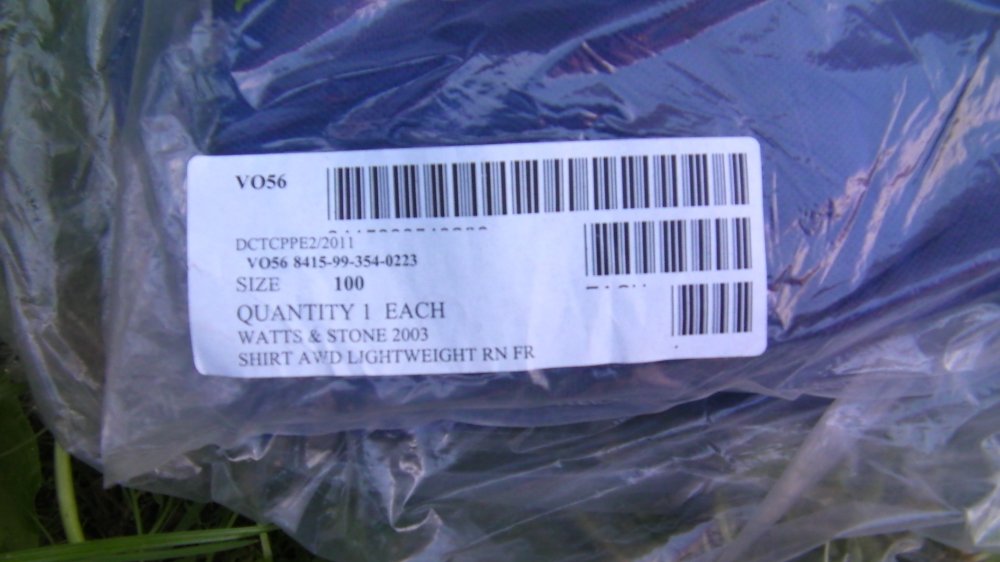 VO56
DCTCPPE2/2011
VO56 8415-99-354-0223
SIZE 100
QUANTITY 1 EACH
WATTS & STONE 2003
SHIRT AWD LIGHTWEIGHT RN FR